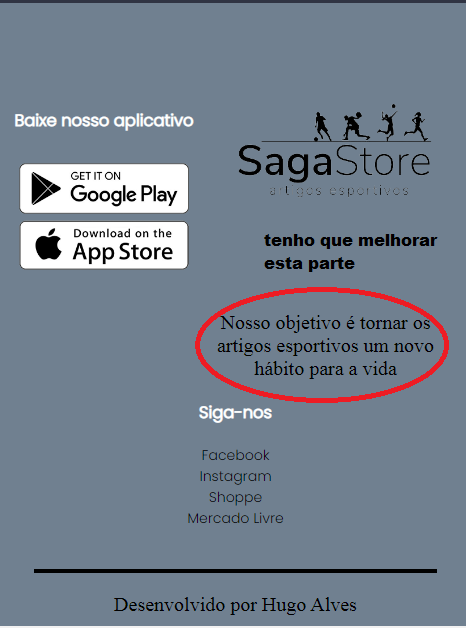 Baixe nosso aplicativo
GET IT ON
Google Play
Download on the
App Store
SagaStore
artigos esportivos
tenho que melhorar
esta parte
Nosso objetivo é tornar os
artigos esportivos um novo
hábito para a vida
Siga-nos
Facebook
Instagram
Shoppe
Mercado Livre
Desenvolvido por Hugo Alves